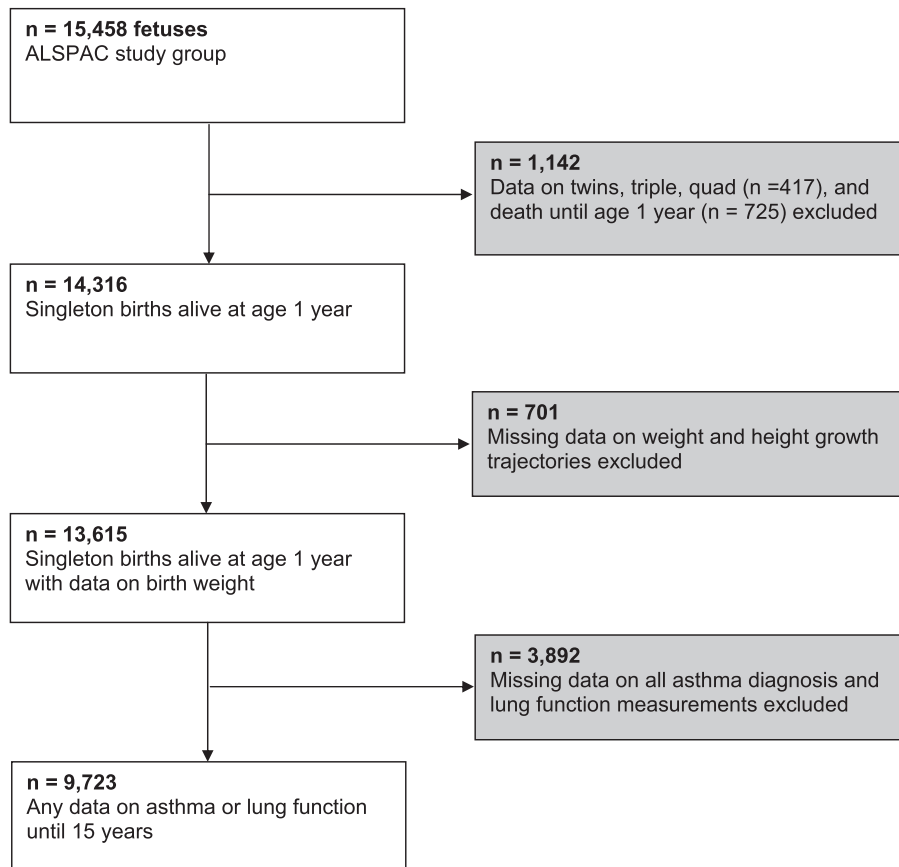 n = 15,458 fetuses
ALSPAC study group
n = 1,142
Data on twins, triple, quad (n =417), and
death until age 1 year (n = 725) excluded
n = 14,316
Singleton births alive at age 1 year
n = 701
Missing data on weight and height growth
trajectories excluded
n = 13,615
Singleton births alive at age 1 year
with data on birth weight
n = 3,892
Missing data on all asthma diagnosis and
lung function measurements excluded
n = 9,723
Any data on asthma or lung function
until 15 years